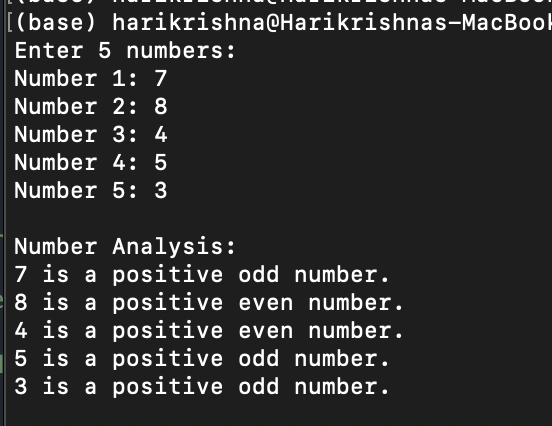 [(base) harikrishna@Harikrishnas-MacBook
Enter 5 numbers:
Number 1: 7
Number 2: 8
Number 3: 4
Number 4: 5
Number 5: 3
Number Analysis:
7 is a positive odd number.
8 is a positive even number.
4 is a positive even number.
5 is a positive odd number.
3 is a positive odd number.